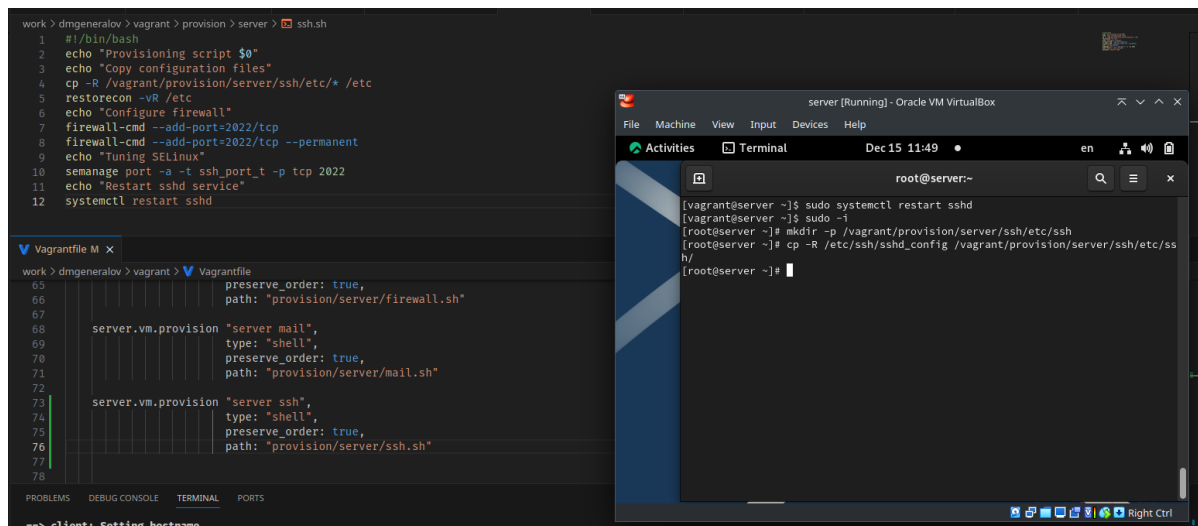 work > dmgeneralov > vagrant > provision > server > ssh.sh
1 #!/bin/bash
2 echo "Provisioning script $0"
3 echo "Copy configuration files"
4 cp -R /vagrant/provision/server/ssh/etc/* /etc
5 restorecon -vR /etc
6 echo "Configure firewall"
7 firewall-cmd --add-port=2022/tcp
8 firewall-cmd --add-port=2022/tcp --permanent
9 echo "Tuning SELinux"
10 semanage port -a -t ssh_port_t -p tcp 2022
11 echo "Restart sshd service"
12 systemctl restart sshd
Vagrantfile M ×
work > dmgeneralov > vagrant > Vagrantfile
65 preserve_order: true,
66 path: "provision/server/firewall.sh"
67
68 server.vm.provision "server mail",
69 type: "shell",
70 preserve_order: true,
71 path: "provision/server/mail.sh"
72
73 server.vm.provision "server ssh",
74 type: "shell",
75 preserve_order: true,
76 path: "provision/server/ssh.sh"
77
78
PROBLEMS DEBUG CONSOLE TERMINAL PORTS
==> client: Setting hostname
server [Running] - Oracle VM VirtualBox
File Machine View Input Devices Help
Activities Terminal Dec 15 11:49 en
root@server:~
[vagrant@server ~]$ sudo systemctl restart sshd
[vagrant@server ~]$ sudo -i
[root@server ~]# mkdir -p /vagrant/provision/server/ssh/etc/ssh
[root@server ~]# cp -R /etc/ssh/sshd_config /vagrant/provision/server/ssh/etc/ss
h/
[root@server ~]#
Right Ctrl